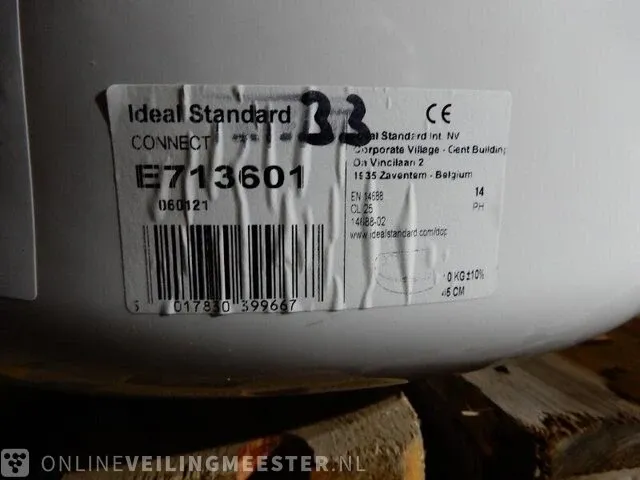 Ideal Standard
33
CONNECT
E713601
060121
5 017830 399667
CE
Ideal Standard Int. NV
Corporate Village - Gent Building
Da Vincilaan 2
1935 Zaventem - Belgium
EN 14688
14
CL 25
PH
14688-02
www.idealstandard.com/dop
0 KG ±10%
45 CM
ONLINEVEILINGMEESTER.NL